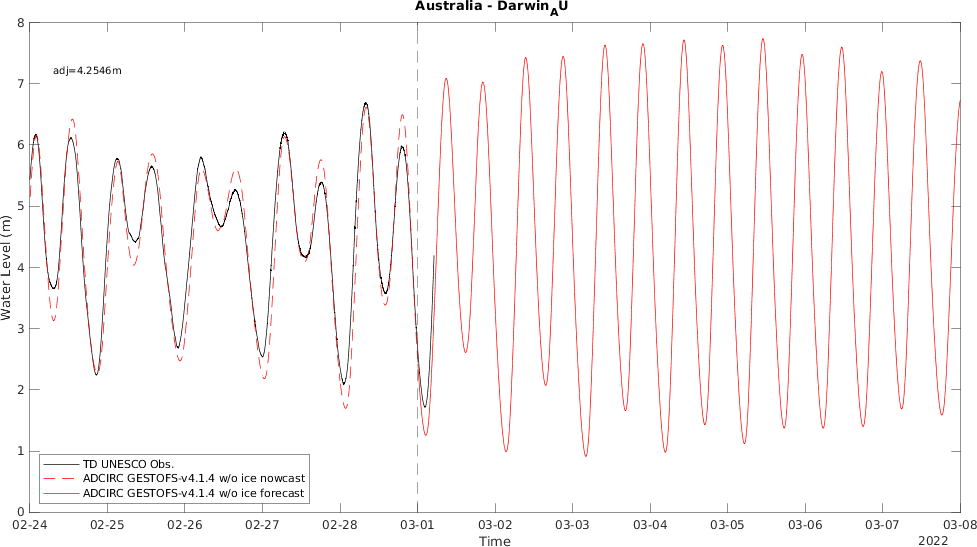 Australia - Darwin_AU
8
7
6
5
4
3
2
1
0
Water Level (m)
adj=4.2546m
TD UNESCO Obs.
ADCIRC GESTOFS-v4.1.4 w/o ice nowcast
ADCIRC GESTOFS-v4.1.4 w/o ice forecast
02-24 02-25 02-26 02-27 02-28 03-01 03-02 03-03 03-04 03-05 03-06 03-07 03-08
Time
2022